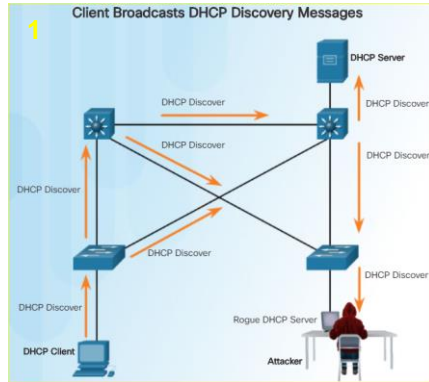 Client Broadcasts DHCP Discovery Messages
1
DHCP Server
DHCP Discover
DHCP Discover
DHCP Discover
DHCP Discover
DHCP Discover
DHCP Discover
DHCP Discover
DHCP Discover
Rogue DHCP Server
DHCP Client
Attacker